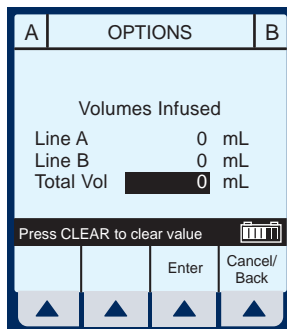 A OPTIONS B
Volumes Infused
Line A 0 mL
Line B 0 mL
Total Vol 0 mL
Press CLEAR to clear value
Enter Cancel/
Back